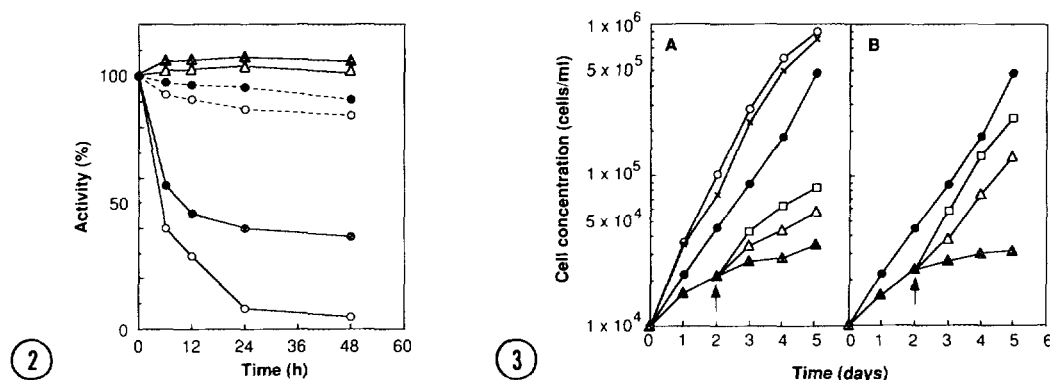 100
50
0
Activity (%)
0 12 24 36 48 60
Time (h)
2
A
B
1 x 10⁶
5 x 10⁵
1 x 10⁵
5 x 10⁴
1 x 10⁴
Cell concentration (cells/ml)
0 1 2 3 4 5 0 1 2 3 4 5
Time (days)
3